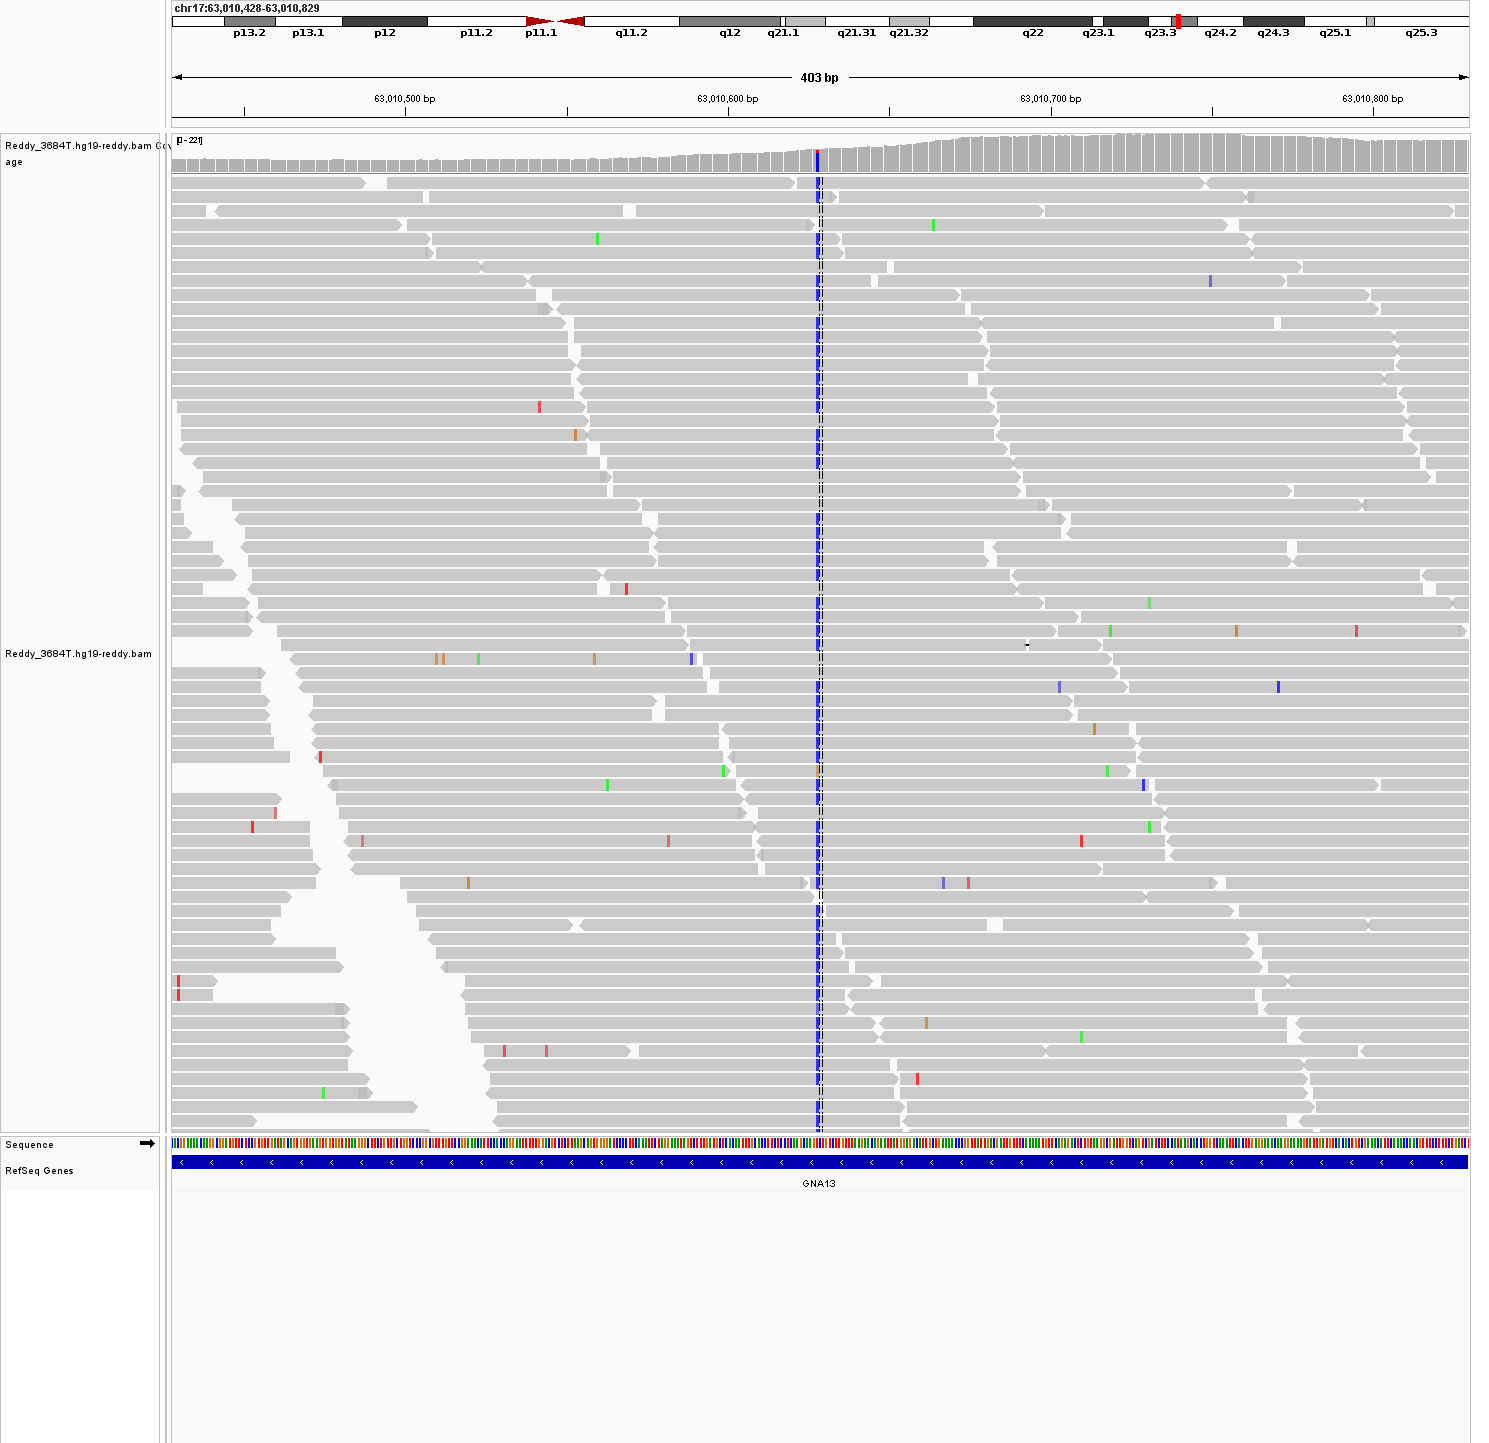 chr17:63,010,428-63,010,829
p13.2 p13.1 p12 p11.2 p11.1 q11.2 q12 q21.1 q21.31 q21.32 q22 q23.1 q23.3 q24.2 q24.3 q25.1 q25.3
403 bp
63,010,500 bp 63,010,600 bp 63,010,700 bp 63,010,800 bp
[0-221]
Reddy_3684T.hg19-reddy.bam Cov
age
Reddy_3684T.hg19-reddy.bam
Sequence
RefSeq Genes
GNA13